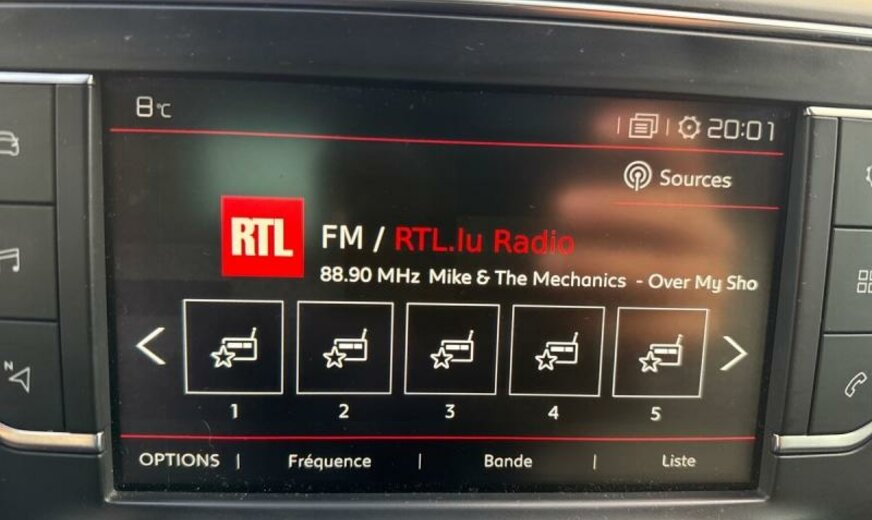 8°C 20:01
Sources
RTL FM / RTL.lu Radio
88.90 MHz Mike & The Mechanics - Over My Sho
1 2 3 4 5
OPTIONS | Fréquence | Bande | Liste
N